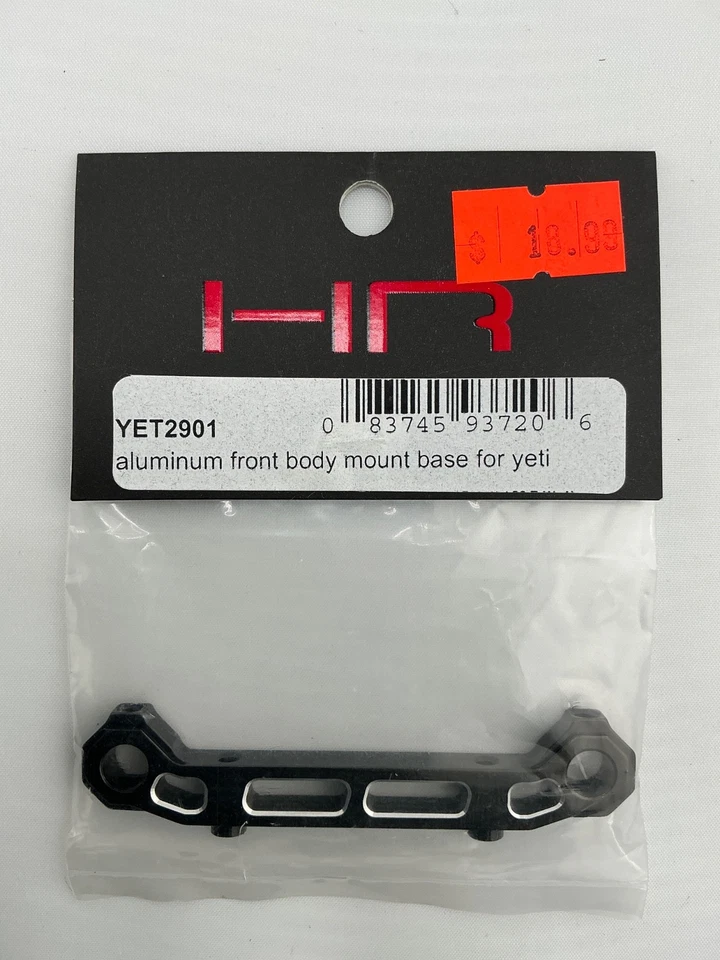 $ 18.99
HR
YET2901
0 83745 93720 6
aluminum front body mount base for yeti